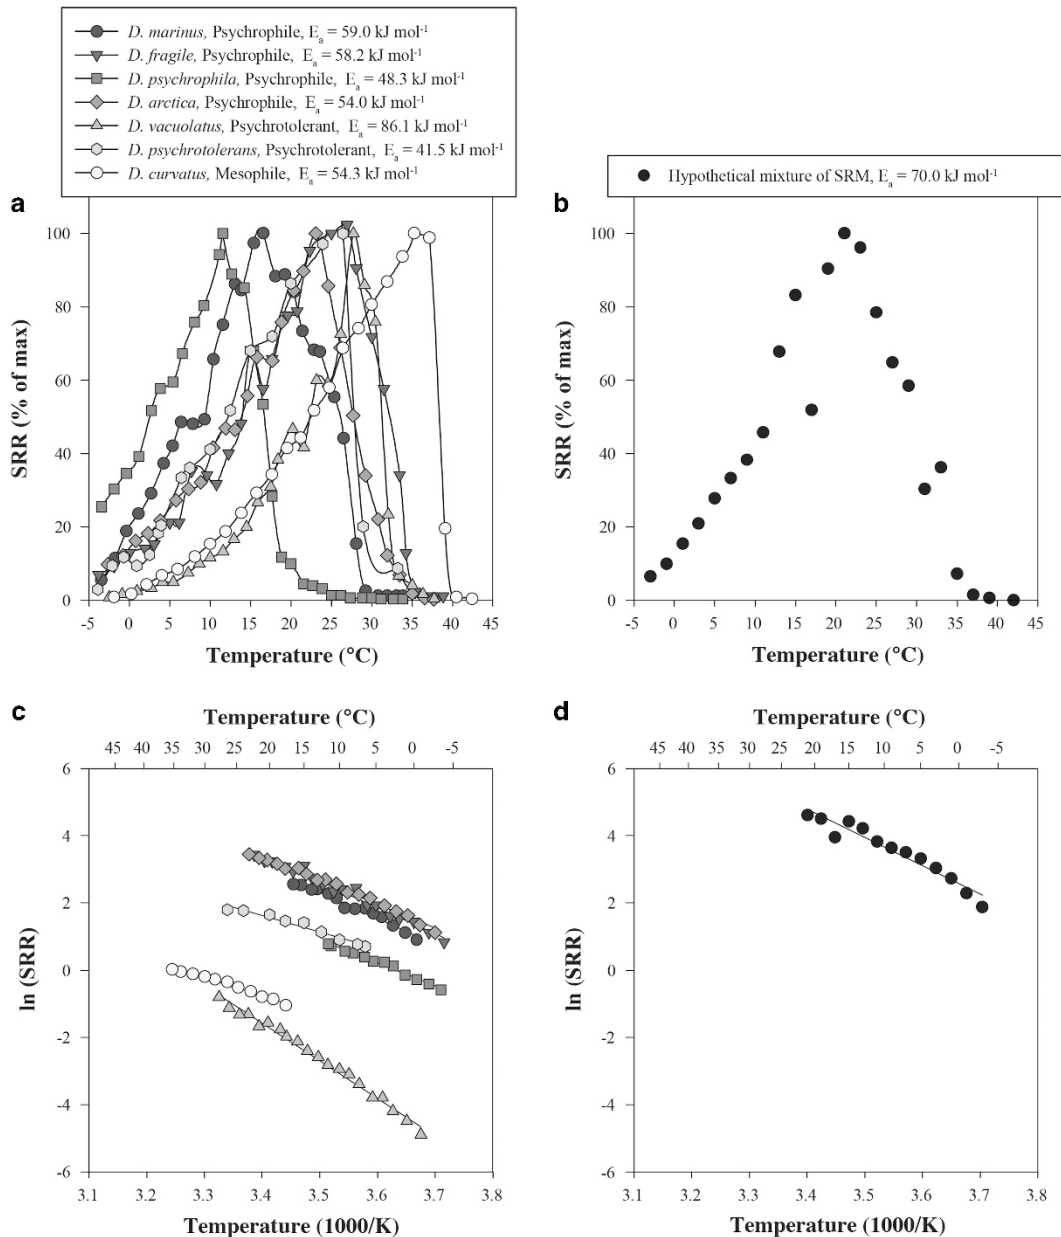 D. marinus, Psychrophile, Ea = 59.0 kJ mol-1
D. fragile, Psychrophile, Ea = 58.2 kJ mol-1
D. psychrophila, Psychrophile, Ea = 48.3 kJ mol-1
D. arctica, Psychrophile, Ea = 54.0 kJ mol-1
D. vacuolatus, Psychrotolerant, Ea = 86.1 kJ mol-1
D. psychrotolerans, Psychrotolerant, Ea = 41.5 kJ mol-1
D. curvatus, Mesophile, Ea = 54.3 kJ mol-1
a
100
80
60
40
20
0
SRR (% of max)
-5 0 5 10 15 20 25 30 35 40 45
Temperature (°C)
b
Hypothetical mixture of SRM, Ea = 70.0 kJ mol-1
100
80
60
40
20
0
SRR (% of max)
-5 0 5 10 15 20 25 30 35 40 45
Temperature (°C)
c
Temperature (°C)
45 40 35 30 25 20 15 10 5 0 -5
6
4
2
0
-2
-4
-6
ln (SRR)
3.1 3.2 3.3 3.4 3.5 3.6 3.7 3.8
Temperature (1000/K)
d
Temperature (°C)
45 40 35 30 25 20 15 10 5 0 -5
6
4
2
0
-2
-4
-6
ln (SRR)
3.1 3.2 3.3 3.4 3.5 3.6 3.7 3.8
Temperature (1000/K)